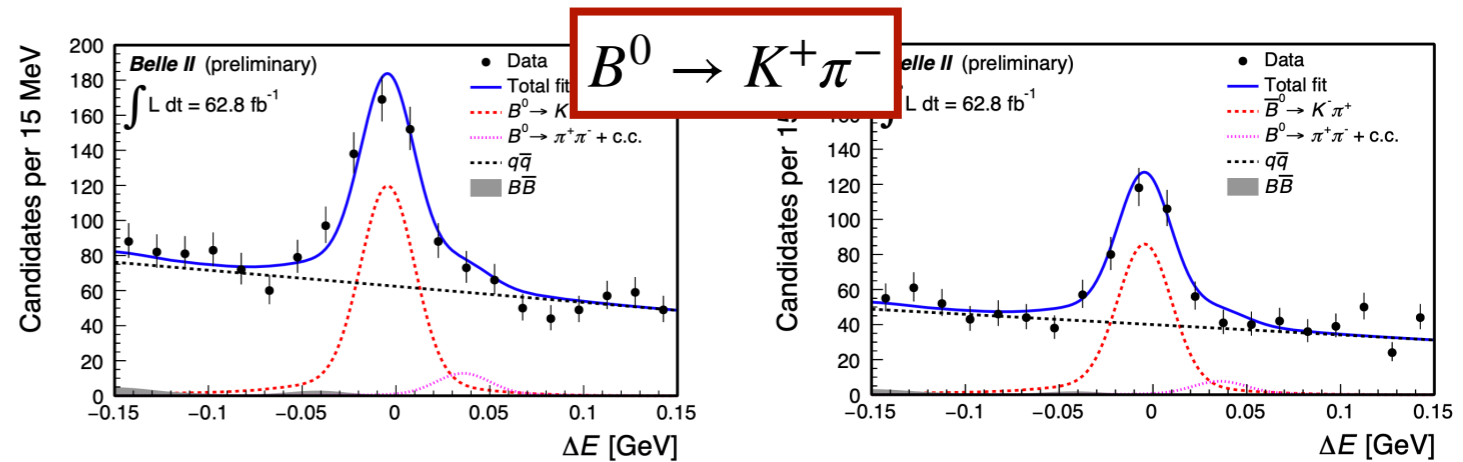 B⁰ → K⁺π⁻
Candidates per 15 MeV
200
180
160
140
120
100
80
60
40
20
0
Belle II (preliminary)
∫ L dt = 62.8 fb⁻¹
Data
Total fit
B⁰ → K
B⁰ → π⁺π⁻ + c.c.
qq̅
BB̅
−0.15
−0.1
−0.05
0
0.05
0.1
0.15
ΔE [GeV]
Candidates per 15
140
120
100
80
60
40
20
0
elle II (preliminary)
L dt = 62.8 fb⁻¹
Data
Total fit
B̅⁰ → K⁻π⁺
B⁰ → π⁺π⁻ + c.c.
qq̅
BB̅
−0.15
−0.1
−0.05
0
0.05
0.1
0.15
ΔE [GeV]